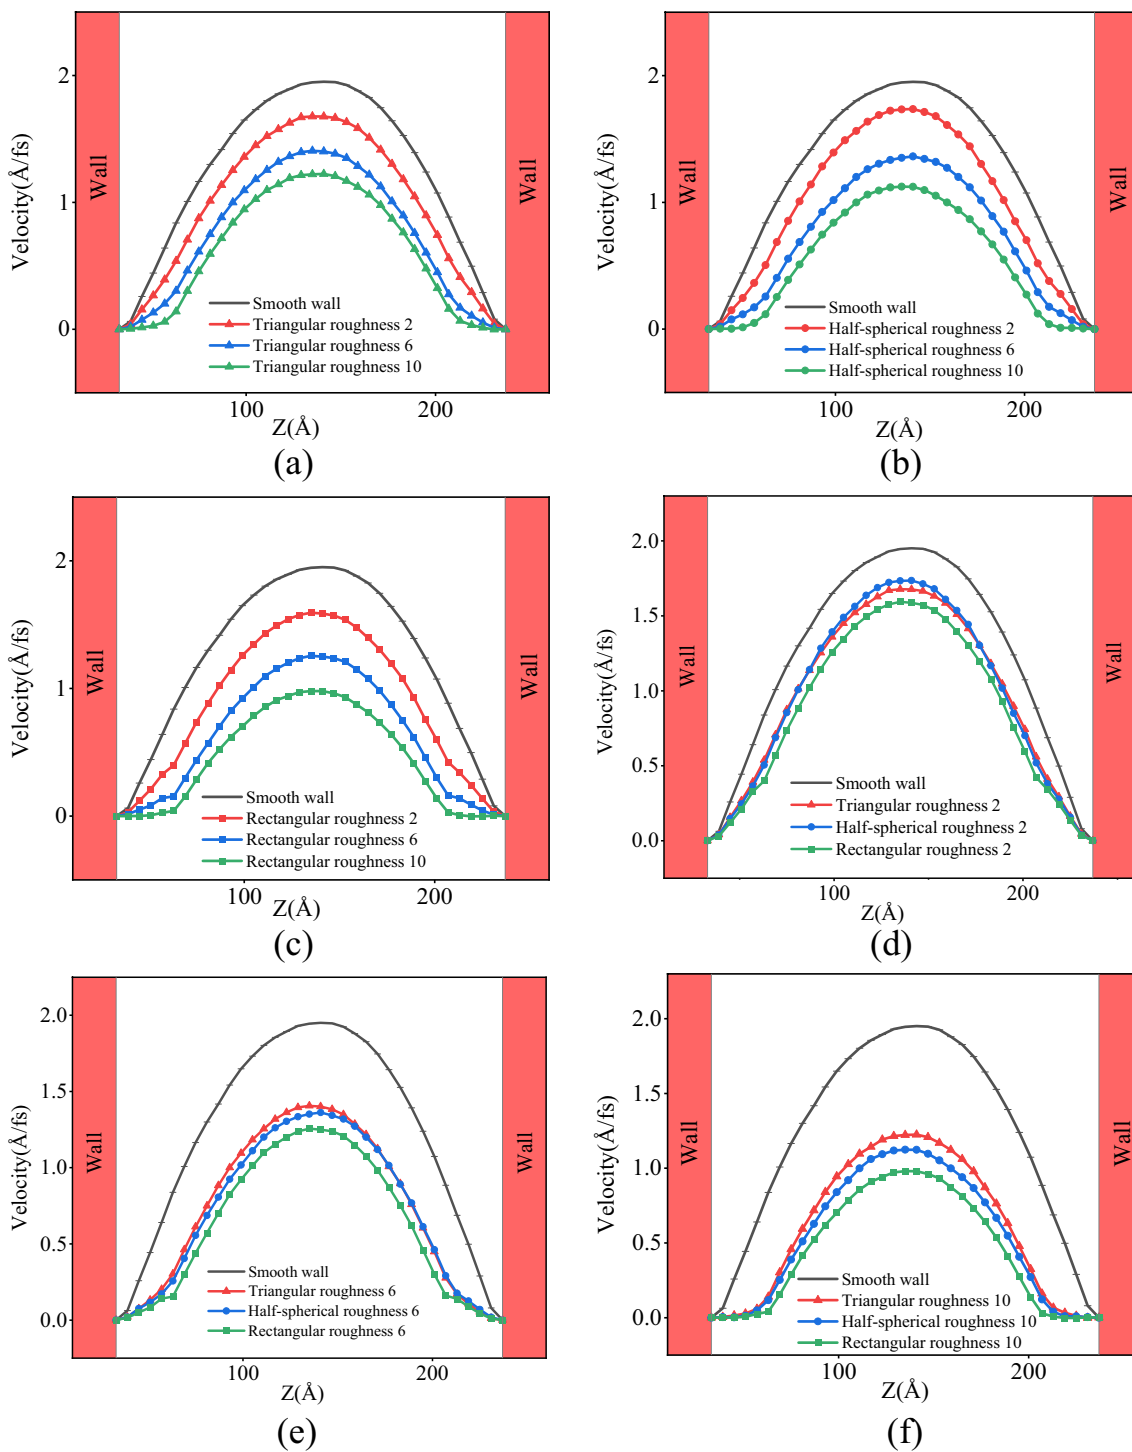 Wall
Wall
Velocity(Å/fs)
2
1
0
Smooth wall
Triangular roughness 2
Triangular roughness 6
Triangular roughness 10
100
200
Z(Å)
(a)
Wall
Wall
Velocity(Å/fs)
2
1
0
Smooth wall
Half-spherical roughness 2
Half-spherical roughness 6
Half-spherical roughness 10
100
200
Z(Å)
(b)
Wall
Wall
Velocity(Å/fs)
2
1
0
Smooth wall
Rectangular roughness 2
Rectangular roughness 6
Rectangular roughness 10
100
200
Z(Å)
(c)
Wall
Wall
Velocity(Å/fs)
2.0
1.5
1.0
0.5
0.0
Smooth wall
Triangular roughness 2
Half-spherical roughness 2
Rectangular roughness 2
100
200
Z(Å)
(d)
Wall
Wall
Velocity(Å/fs)
2.0
1.5
1.0
0.5
0.0
Smooth wall
Triangular roughness 6
Half-spherical roughness 6
Rectangular roughness 6
100
200
Z(Å)
(e)
Wall
Wall
Velocity(Å/fs)
2.0
1.5
1.0
0.5
0.0
Smooth wall
Triangular roughness 10
Half-spherical roughness 10
Rectangular roughness 10
100
200
Z(Å)
(f)